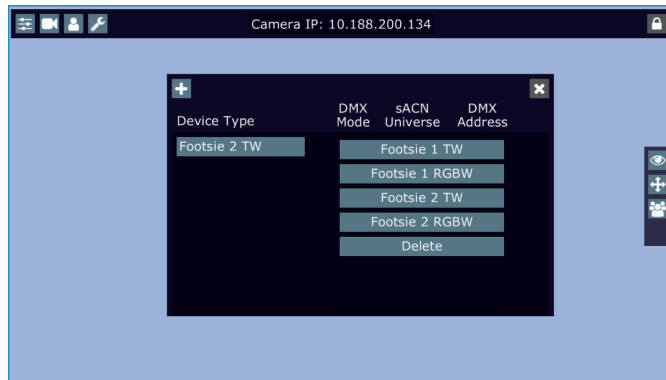 Camera IP: 10.188.200.134
Device Type
DMX Mode
sACN Universe
DMX Address
Footsie 2 TW
Footsie 1 TW
Footsie 1 RGBW
Footsie 2 TW
Footsie 2 RGBW
Delete